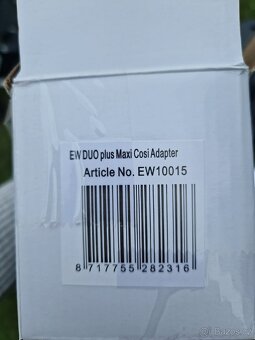 EW DUO plus Maxi Cosi Adapter
Article No. EW10015
8 717755 282316